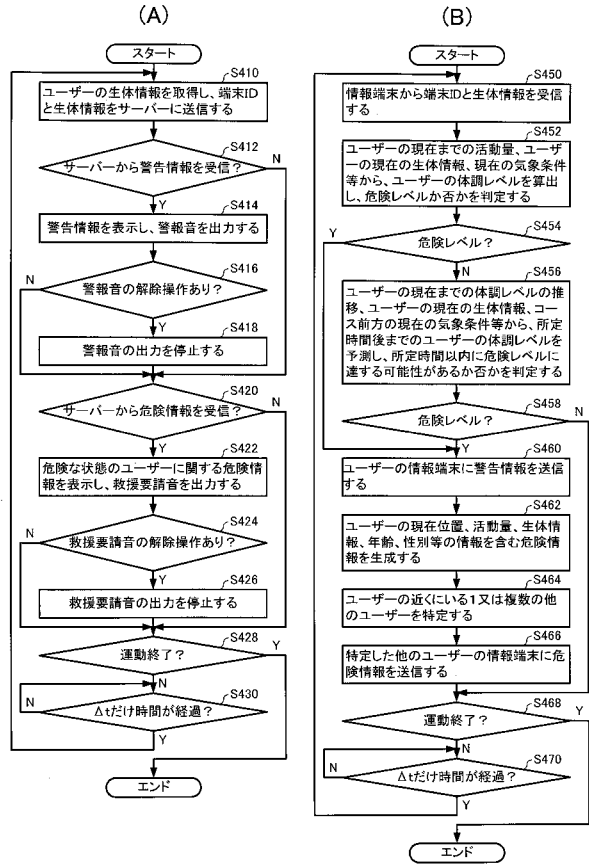 (A)
スタート
S410
ユーザーの生体情報を取得し、端末ID
と生体情報をサーバーに送信する
S412
サーバーから警告情報を受信？
N
Y
S414
警告情報を表示し、警報音を出力する
S416
N
警報音の解除操作あり？
Y
S418
警報音の出力を停止する
S420
サーバーから危険情報を受信？
N
Y
S422
危険な状態のユーザーに関する危険情
報を表示し、救援要請音を出力する
S424
N
救援要請音の解除操作あり？
Y
S426
救援要請音の出力を停止する
S428
運動終了？
Y
N
S430
N
Δtだけ時間が経過？
Y
エンド
(B)
スタート
S450
情報端末から端末IDと生体情報を受信
する
S452
ユーザーの現在までの活動量、ユーザ
ーの現在の生体情報、現在の気象条件
等から、ユーザーの体調レベルを算出
し、危険レベルか否かを判定する
S454
Y
危険レベル？
N
S456
ユーザーの現在までの体調レベルの推
移、ユーザーの現在の生体情報、コー
ス前方の現在の気象条件等から、所定
時間後までのユーザーの体調レベルを
予測し、所定時間以内に危険レベルに
達する可能性があるか否かを判定する
S458
危険レベル？
N
Y
S460
ユーザーの情報端末に警告情報を送信
する
S462
ユーザーの現在位置、活動量、生体情
報、年齢、性別等の情報を含む危険情
報を生成する
S464
ユーザーの近くにいる1又は複数の他
のユーザーを特定する
S466
特定した他のユーザーの情報端末に危
険情報を送信する
S468
運動終了？
Y
N
S470
N
Δtだけ時間が経過？
Y
エンド